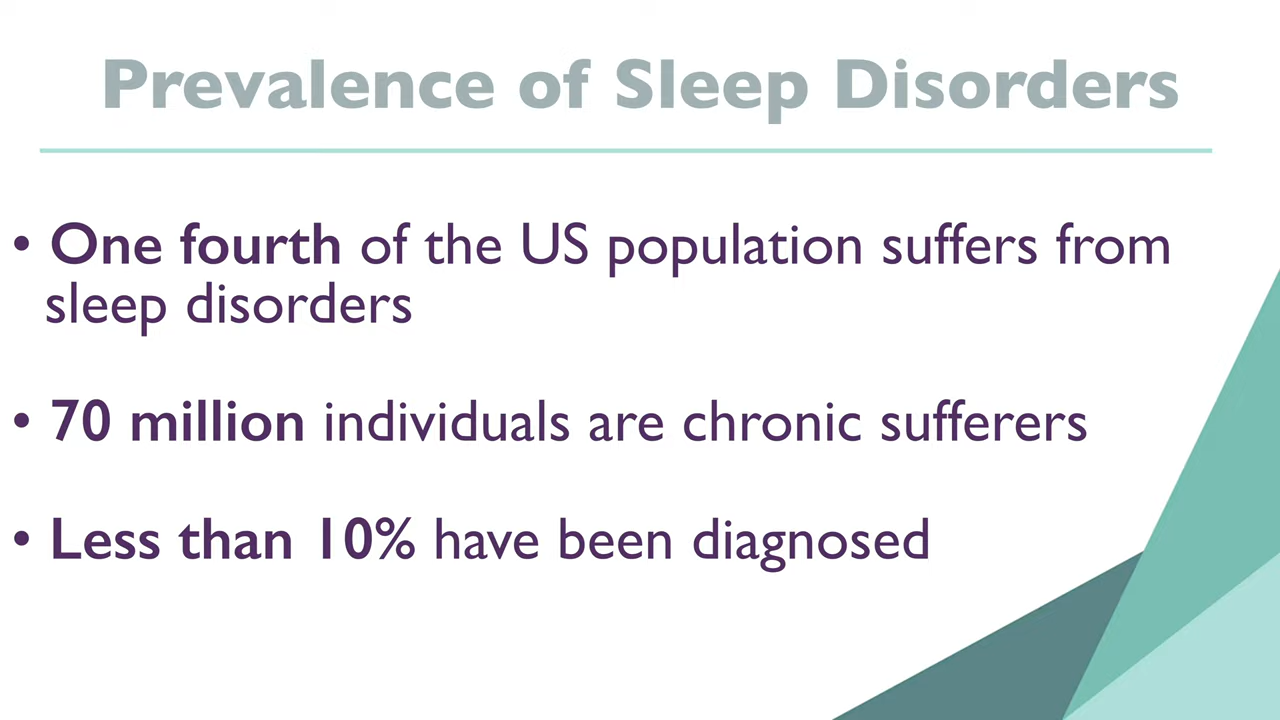 Prevalence of Sleep Disorders
• One fourth of the US population suffers from
sleep disorders
• 70 million individuals are chronic sufferers
• Less than 10% have been diagnosed